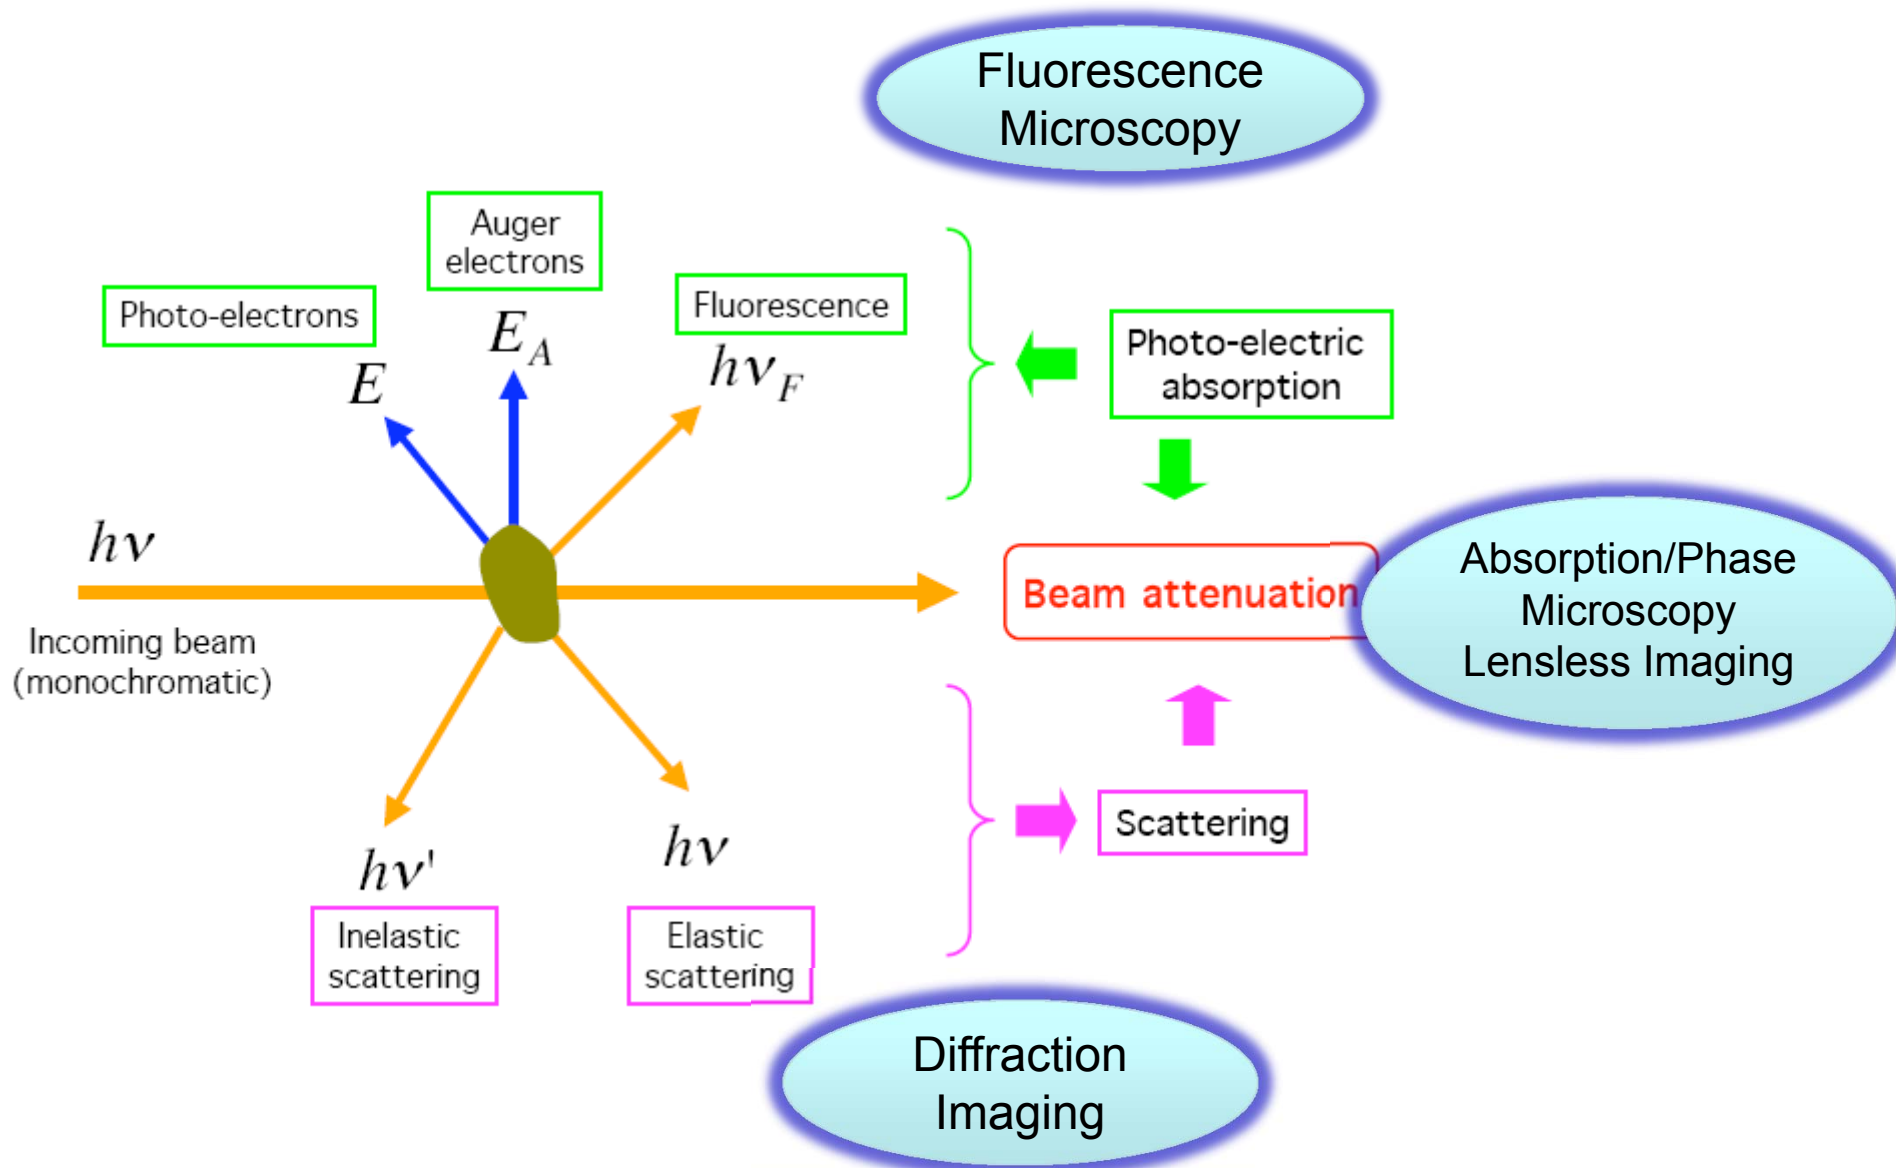 Fluorescence
Microscopy
Auger
electrons
Photo-electrons
Fluorescence
E
E_A
hν_F
Photo-electric
absorption
hν
Incoming beam
(monochromatic)
Beam attenuation
Absorption/Phase
Microscopy
Lensless Imaging
Scattering
hν'
hν
Inelastic
scattering
Elastic
scattering
Diffraction
Imaging